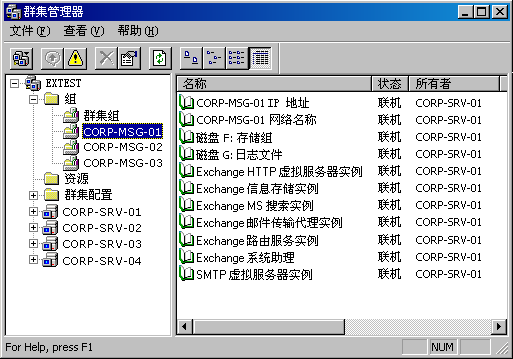 群集管理器
文件(F) 查看(V) 帮助(H)
EXTEST
组
群集组
CORP-MSG-01
CORP-MSG-02
CORP-MSG-03
资源
群集配置
CORP-SRV-01
CORP-SRV-02
CORP-SRV-03
CORP-SRV-04
名称 状态 所有者
CORP-MSG-01 IP 地址 联机 CORP-SRV-01
CORP-MSG-01 网络名称 联机 CORP-SRV-01
磁盘 F: 存储组 联机 CORP-SRV-01
磁盘 G: 日志文件 联机 CORP-SRV-01
Exchange HTTP 虚拟服务器实例 联机 CORP-SRV-01
Exchange 信息存储实例 联机 CORP-SRV-01
Exchange MS 搜索实例 联机 CORP-SRV-01
Exchange 邮件传输代理实例 联机 CORP-SRV-01
Exchange 路由服务实例 联机 CORP-SRV-01
Exchange 系统助理 联机 CORP-SRV-01
SMTP 虚拟服务器实例 联机 CORP-SRV-01
For Help, press F1 NUM